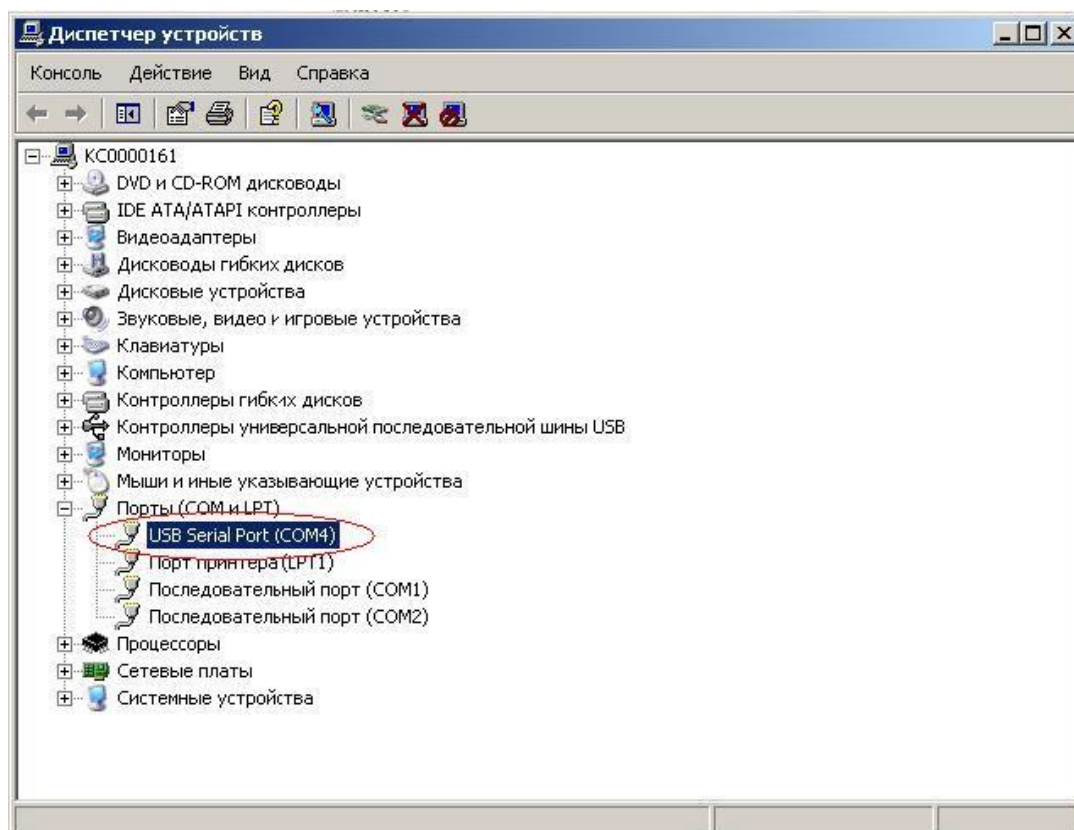 Диспетчер устройств
Консоль Действие Вид Справка
KC0000161
DVD и CD-ROM дисководы
IDE ATA/ATAPI контроллеры
Видеоадаптеры
Дисководы гибких дисков
Дисковые устройства
Звуковые, видео и игровые устройства
Клавиатуры
Компьютер
Контроллеры гибких дисков
Контроллеры универсальной последовательной шины USB
Мониторы
Мыши и иные указывающие устройства
Порты (COM и LPT)
USB Serial Port (COM4)
Порт принтера (LPT1)
Последовательный порт (COM1)
Последовательный порт (COM2)
Процессоры
Сетевые платы
Системные устройства